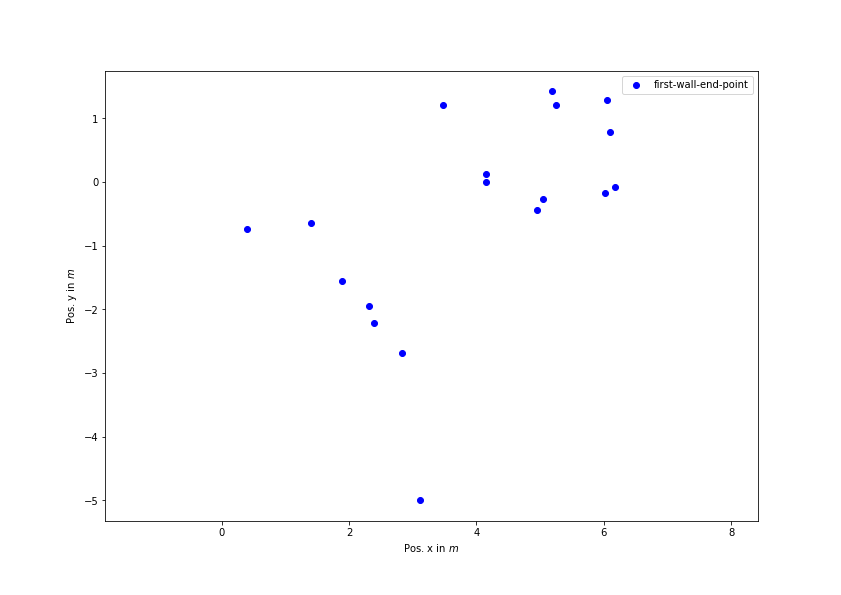 first-wall-end-point
1
0
−1
−2
−3
−4
−5
Pos. y in m
0 2 4 6 8
Pos. x in m